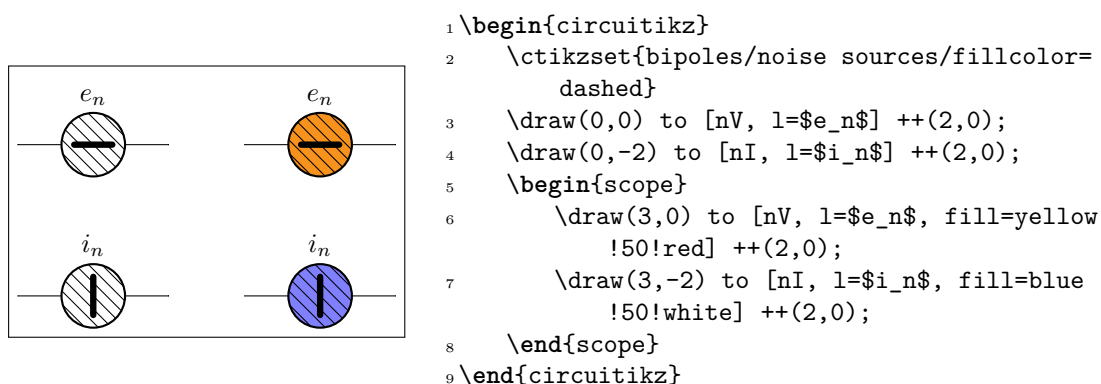 e_n e_n
i_n i_n
1 \begin{circuitikz}
2 \ctikzset{bipoles/noise sources/fillcolor=
dashed}
3 \draw(0,0) to [nV, l=$e_n$] ++(2,0);
4 \draw(0,-2) to [nI, l=$i_n$] ++(2,0);
5 \begin{scope}
6 \draw(3,0) to [nV, l=$e_n$, fill=yellow
!50!red] ++(2,0);
7 \draw(3,-2) to [nI, l=$i_n$, fill=blue
!50!white] ++(2,0);
8 \end{scope}
9 \end{circuitikz}